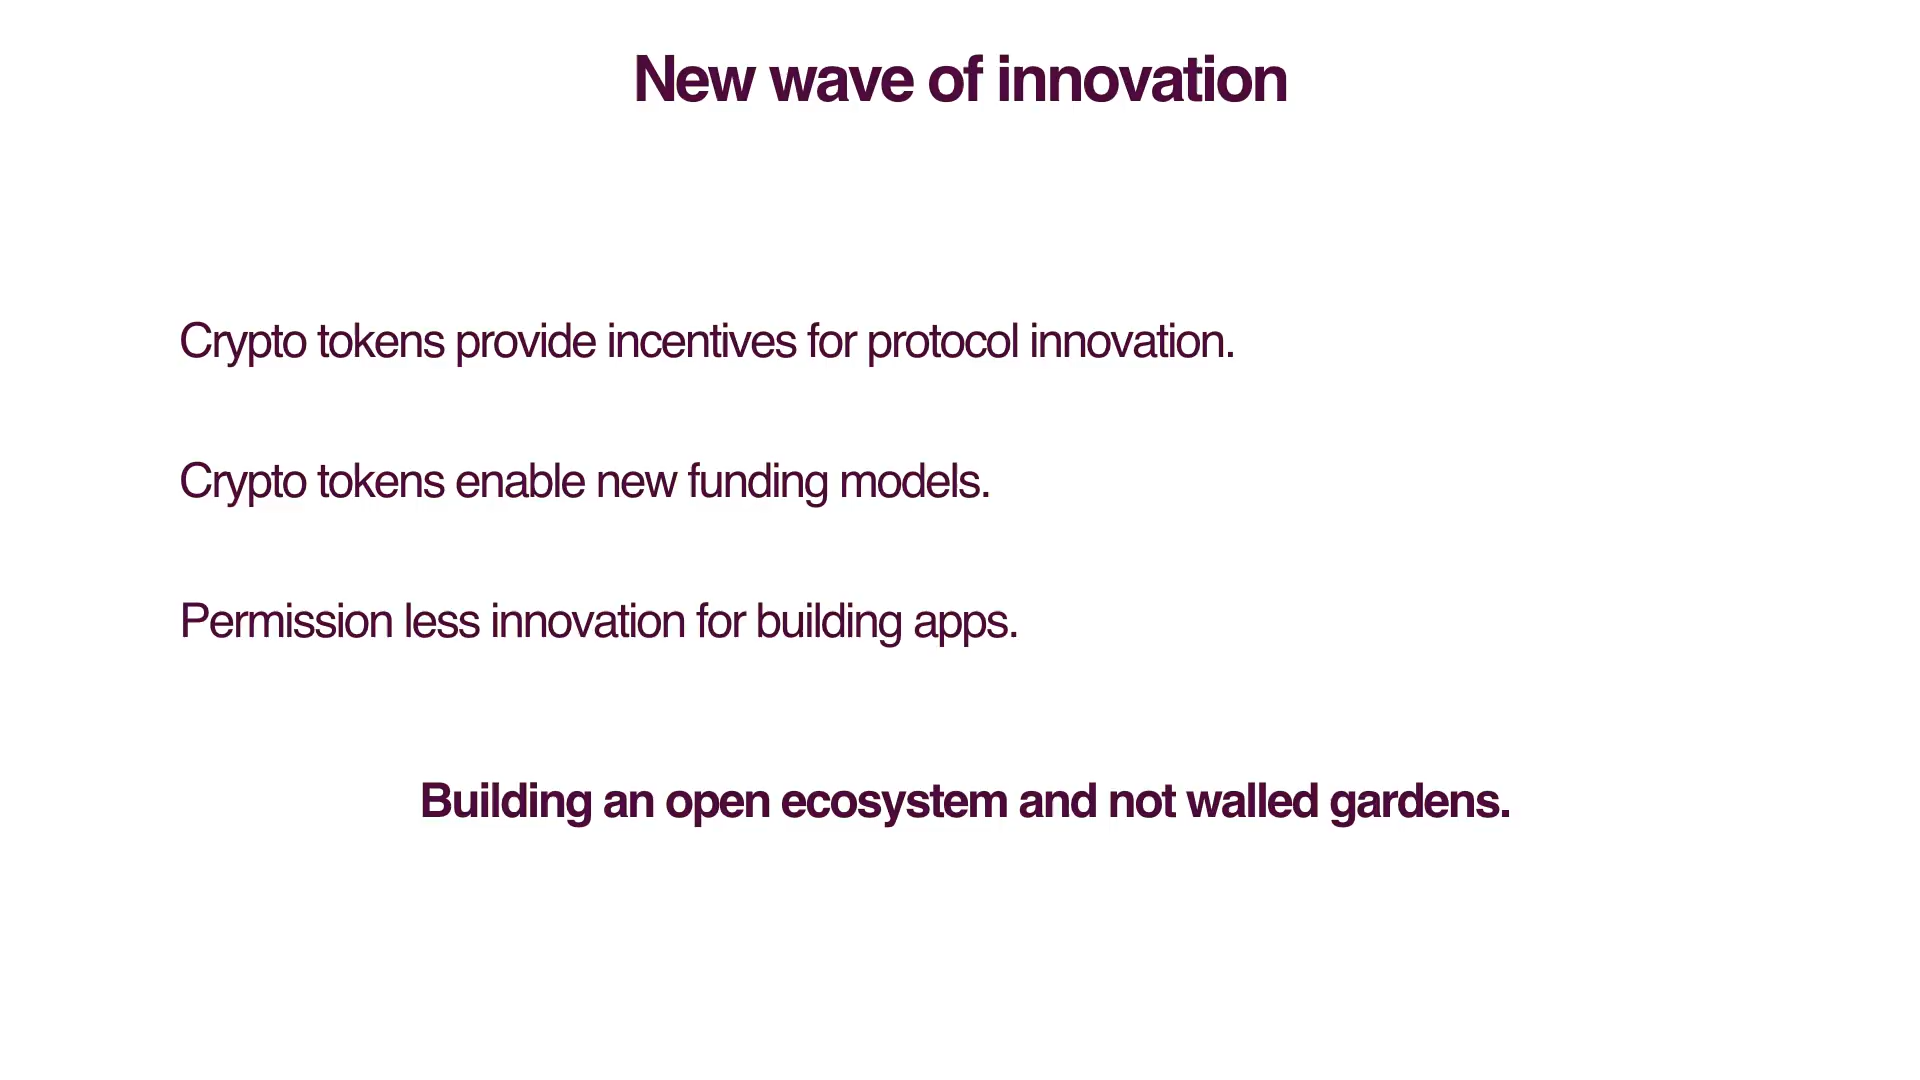 New wave of innovation
Crypto tokens provide incentives for protocol innovation.
Crypto tokens enable new funding models.
Permission less innovation for building apps.
Building an open ecosystem and not walled gardens.